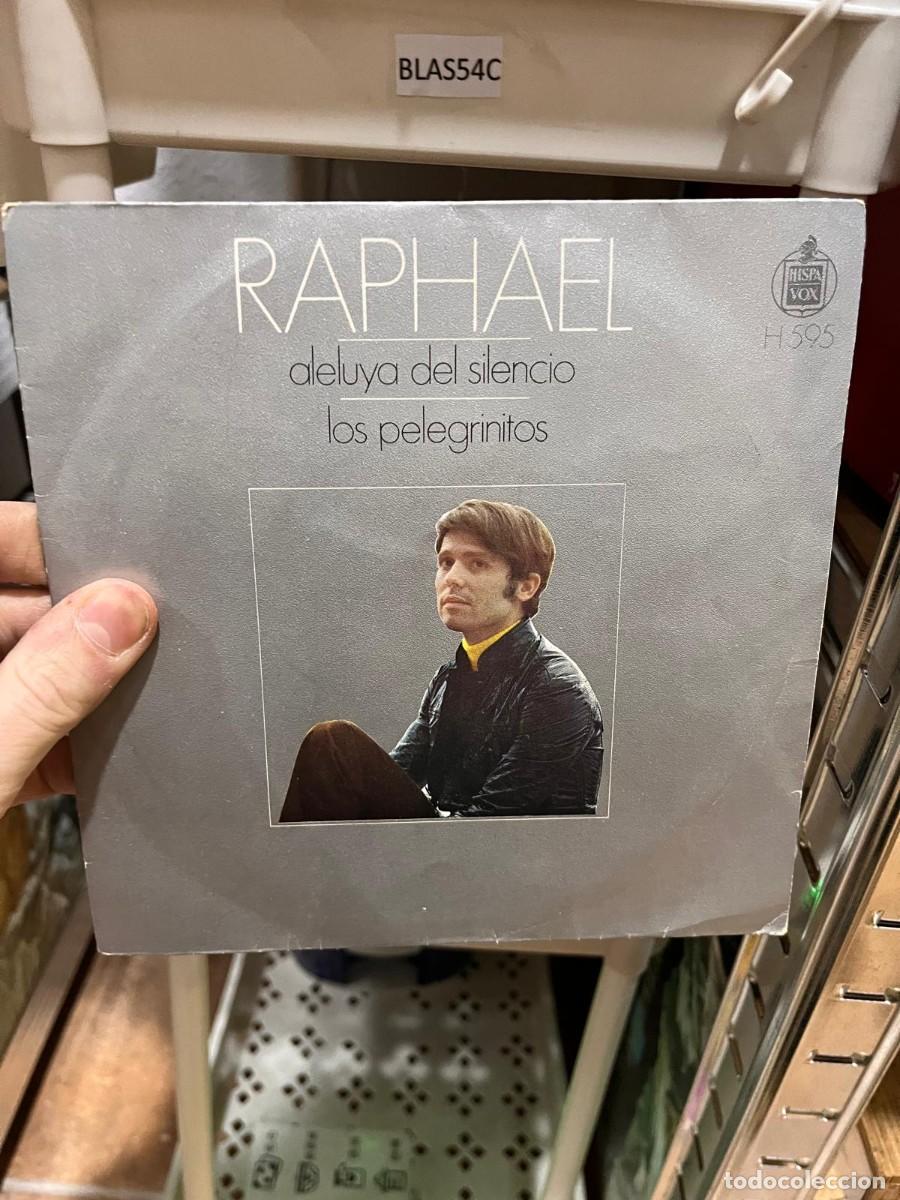 BLAS54C
RAPHAEL
HISPA
VOX
H 595
aleluya del silencio
los pelegrinitos
todocoleccion